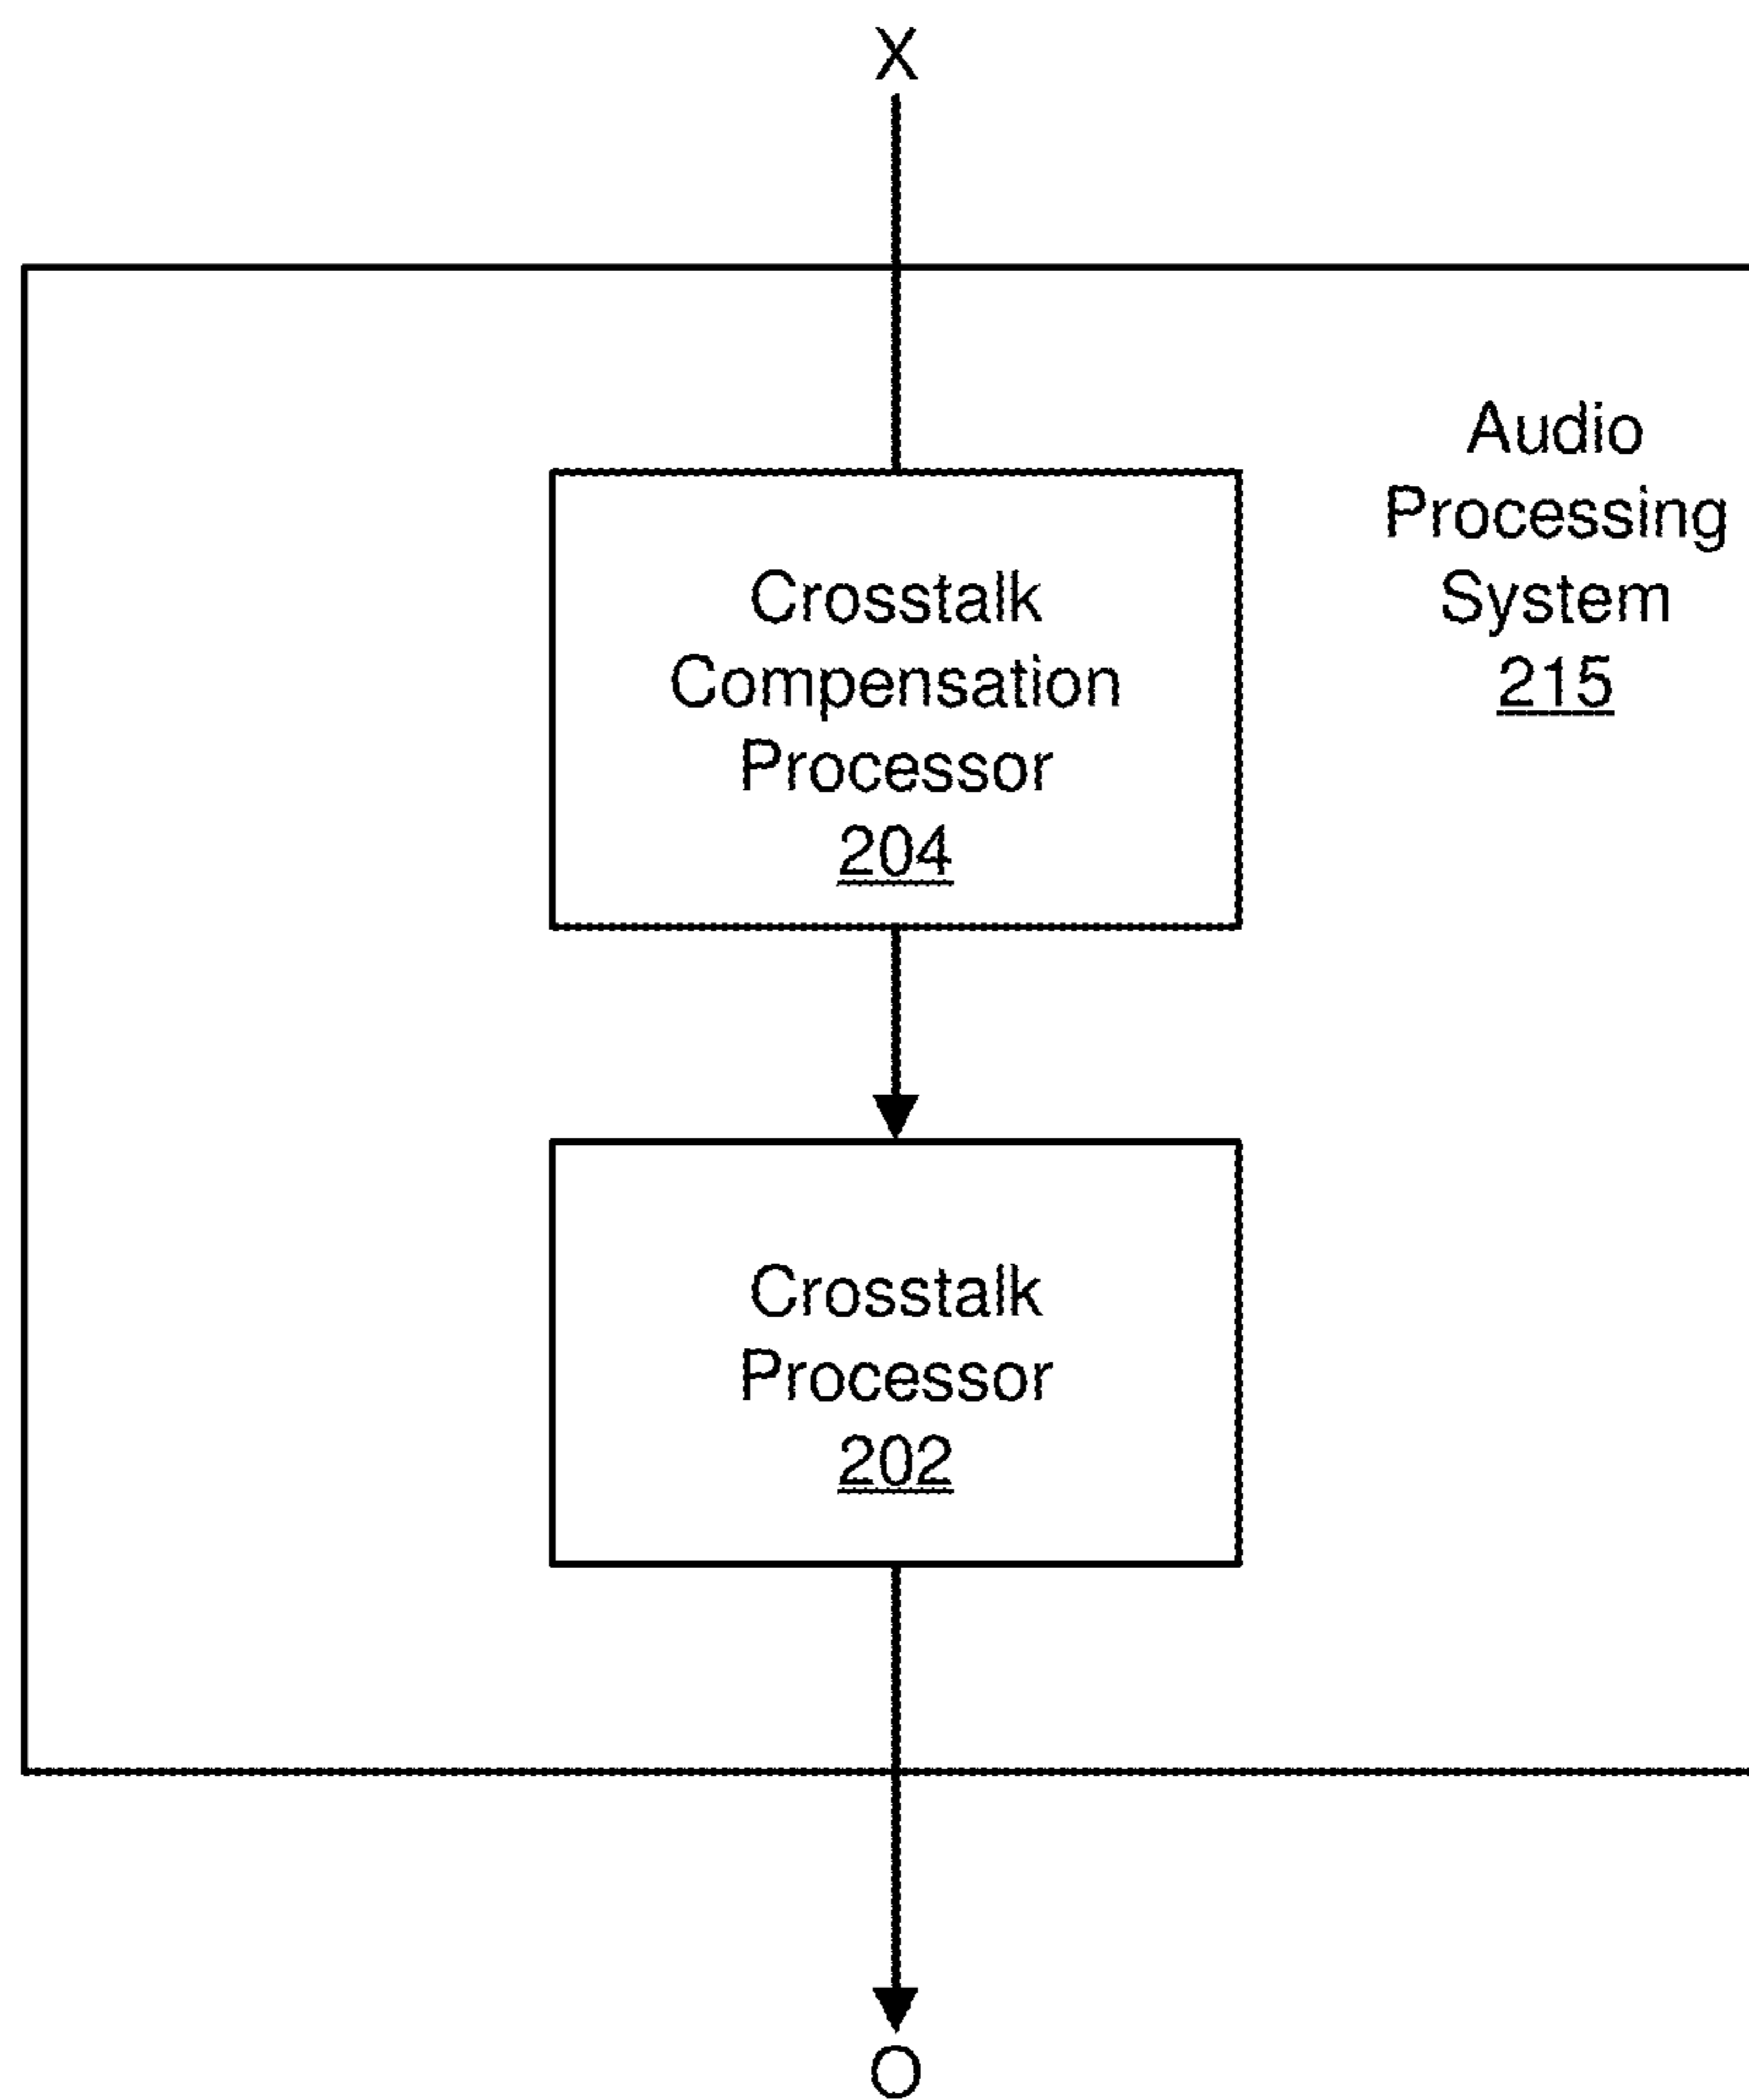 X
Audio
Processing
System
215
Crosstalk
Compensation
Processor
204
Crosstalk
Processor
202
O